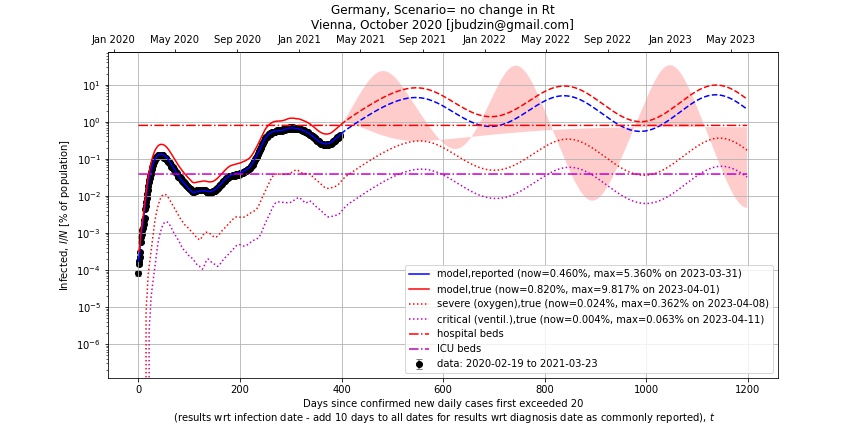 Germany, Scenario= no change in Rt
Vienna, October 2020 [jbudzin@gmail.com]
Jan 2020 May 2020 Sep 2020 Jan 2021 May 2021 Sep 2021 Jan 2022 May 2022 Sep 2022 Jan 2023 May 2023
Infected, I/N [% of population]
10¹
10⁰
10⁻¹
10⁻²
10⁻³
10⁻⁴
10⁻⁵
10⁻⁶
model,reported (now=0.460%, max=5.360% on 2023-03-31)
model,true (now=0.820%, max=9.817% on 2023-04-01)
severe (oxygen),true (now=0.024%, max=0.362% on 2023-04-08)
critical (ventil.),true (now=0.004%, max=0.063% on 2023-04-11)
hospital beds
ICU beds
data: 2020-02-19 to 2021-03-23
0 200 400 600 800 1000 1200
Days since confirmed new daily cases first exceeded 20
(results wrt infection date - add 10 days to all dates for results wrt diagnosis date as commonly reported), t